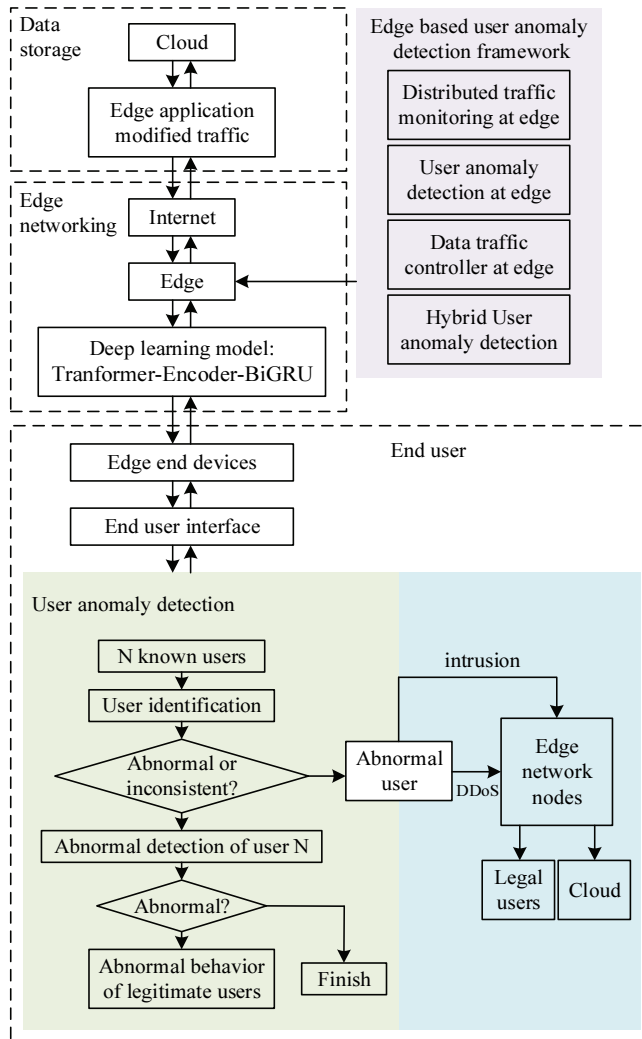 Data
storage
Cloud
Edge application
modified traffic
Edge
networking
Internet
Edge
Deep learning model:
Tranformer-Encoder-BiGRU
Edge based user anomaly
detection framework
Distributed traffic
monitoring at edge
User anomaly
detection at edge
Data traffic
controller at edge
Hybrid User
anomaly detection
End user
Edge end devices
End user interface
User anomaly detection
N known users
User identification
Abnormal or
inconsistent?
Abnormal detection of user N
Abnormal?
Abnormal behavior
of legitimate users
Finish
Abnormal
user
intrusion
DDoS
Edge
network
nodes
Legal
users
Cloud